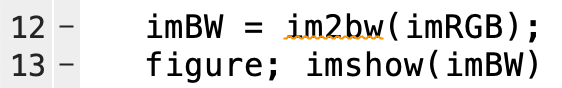 12 – imBW = im2bw(imRGB);
13 – figure; imshow(imBW)